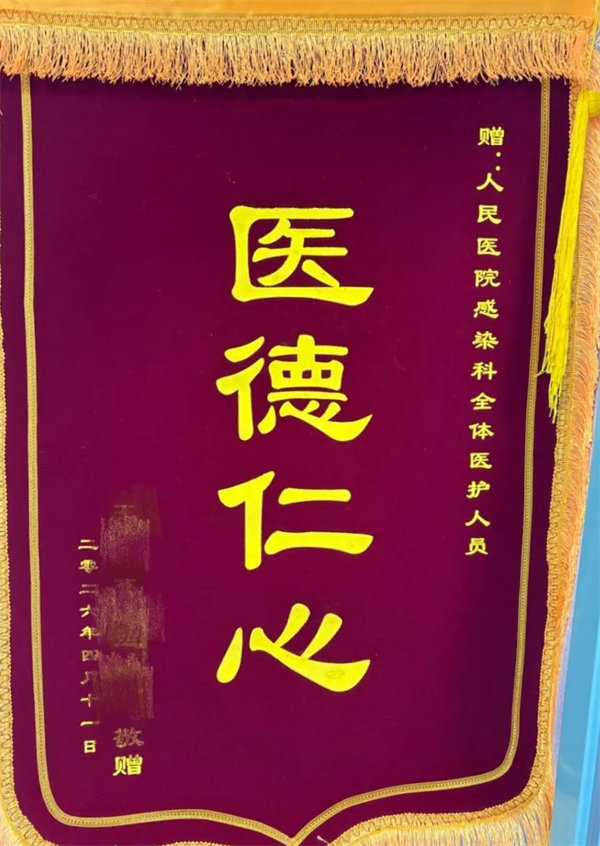 赠：人民医院感染科全体医护人员
医德仁心
敬赠
二零二六年四月十一日